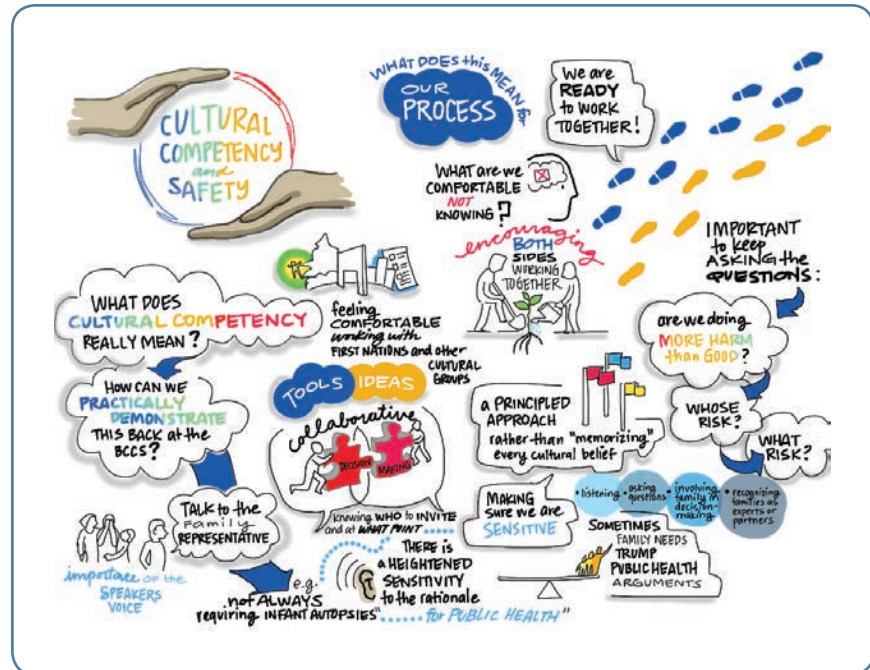 CULTURAL
COMPETENCY
and
SAFETY
WHAT DOES this MEAN for
OUR
PROCESS
We are
READY
to WORK
TOGETHER!
WHAT are we
COMFORTABLE
NOT
KNOWING?
encouraging
BOTH
SIDES
WORKING
TOGETHER
IMPORTANT
to keep
ASKING the
QUESTIONS:
are we doing
MORE HARM
than GOOD?
WHOSE
RISK?
WHAT
RISK?
WHAT DOES
CULTURAL COMPETENCY
REALLY MEAN?
HOW CAN WE
PRACTICALLY
DEMONSTRATE
THIS BACK at the
BCCS?
TALK to the
Family
REPRESENTATIVE
importance OF the
SPEAKERS
VOICE
e.g.
not ALWAYS
requiring INFANT AUTOPSIES"
feeling
COMFORTABLE
working with
FIRST NATIONS and other
CULTURAL
GROUPS
TOOLS IDEAS
collaborative
DECISION
MAKING
knowing WHO to INVITE
and at WHAT POINT
THERE IS
a HEIGHTENED
SENSITIVITY
to the rationale
for PUBLIC HEALTH"
a PRINCIPLED
APPROACH
rather than "memorizing"
every cultural belief
MAKING
SURE we are
SENSITIVE
• listening
• asking
questions
• involving
family in
decision-
making
• recognizing
families as
experts or
partners
SOMETIMES
FAMILY NEEDS
TRUMP
PUBLIC HEALTH
ARGUMENTS